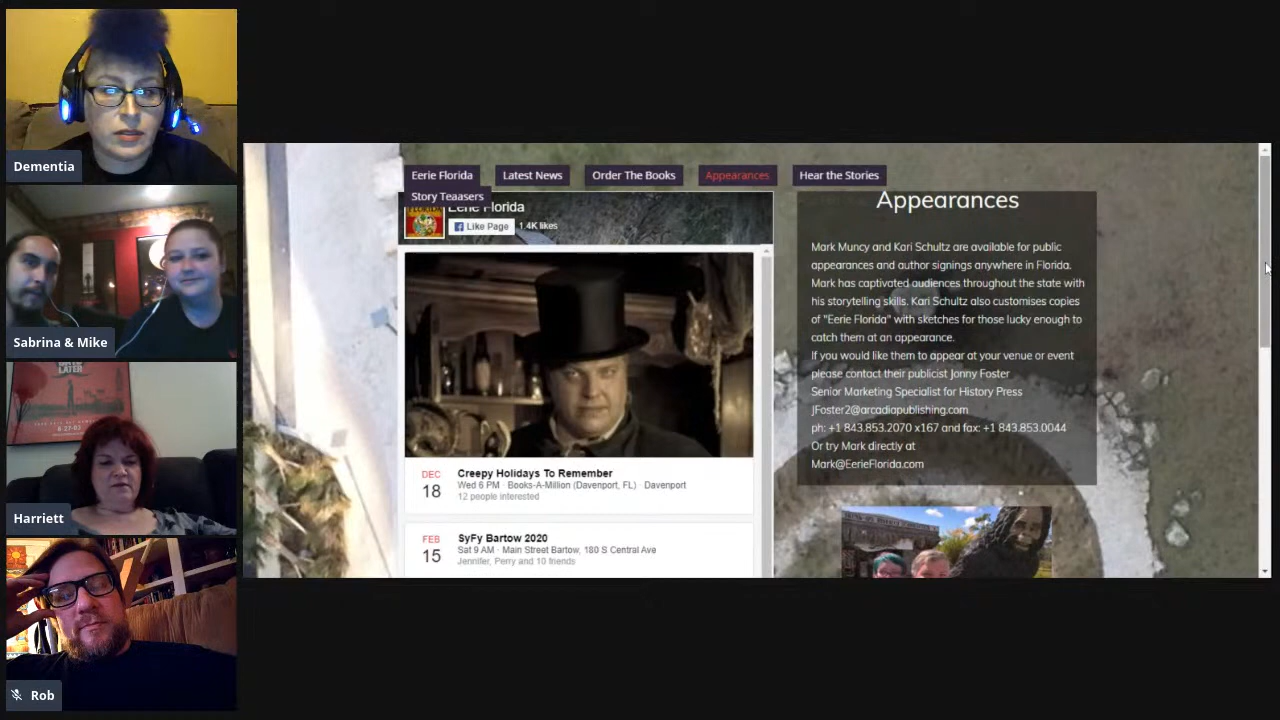 Dementia
Sabrina & Mike
LATER
6-27-03
Harriett
Rob
Eerie Florida
Latest News
Order The Books
Appearances
Hear the Stories
Story Teaasers
Eerie Florida
Like Page
1.4K likes
DEC
18
Creepy Holidays To Remember
Wed 6 PM · Books-A-Million (Davenport, FL) · Davenport
12 people interested
FEB
15
SyFy Bartow 2020
Sat 9 AM · Main Street Bartow, 180 S Central Ave
Jennifer, Perry and 10 friends
Appearances
Mark Muncy and Kari Schultz are available for public
appearances and author signings anywhere in Florida.
Mark has captivated audiences throughout the state with
his storytelling skills. Kari Schultz also customises copies
of "Eerie Florida" with sketches for those lucky enough to
catch them at an appearance.
If you would like them to appear at your venue or event
please contact their publicist Jonny Foster
Senior Marketing Specialist for History Press
JFoster2@arcadiapublishing.com
ph: +1 843.853.2070 x167 and fax: +1 843.853.0044
Or try Mark directly at
Mark@EerieFlorida.com